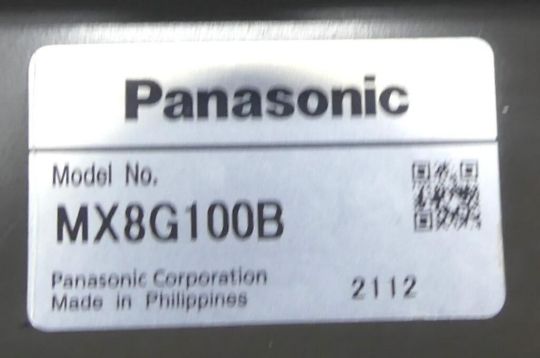 Panasonic
Model No.
MX8G100B
Panasonic Corporation
Made in Philippines
2112